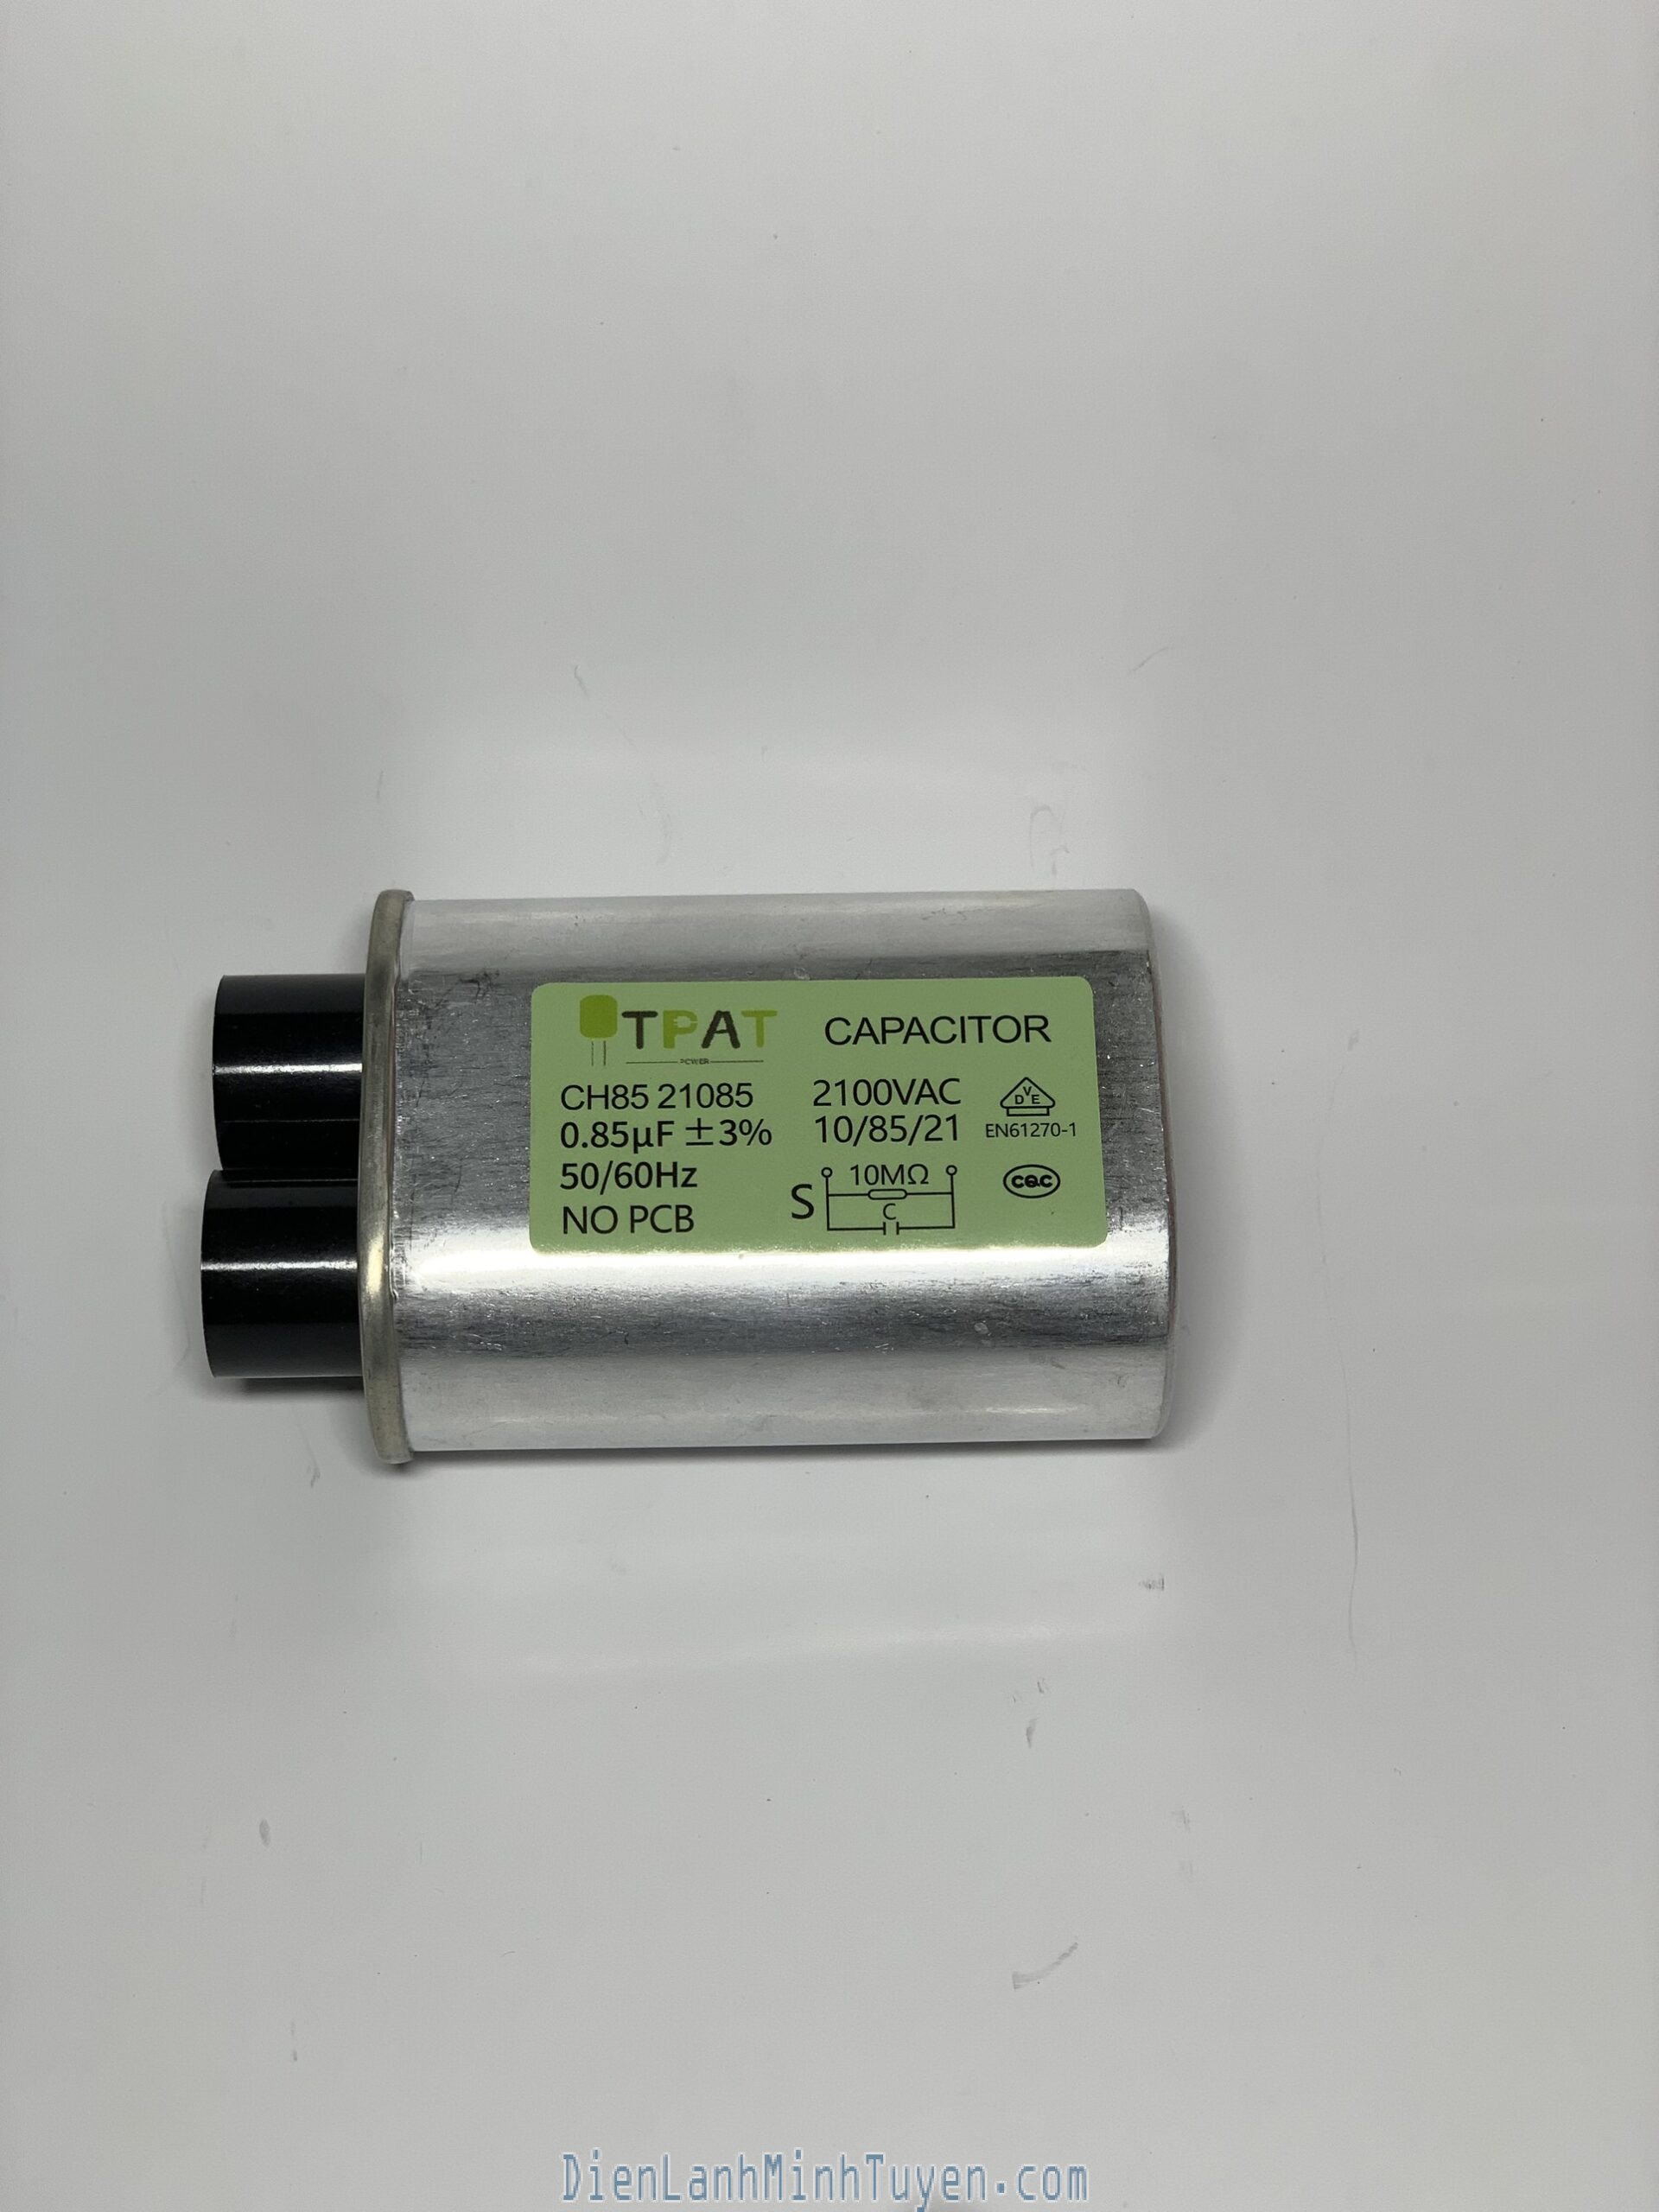 TPAT CAPACITOR
POWER
CH85 21085 2100VAC
0.85μF ±3% 10/85/21
50/60Hz
NO PCB
S 10MΩ
C
DVE
EN61270-1
CQC
DienLanhMinhTuyen.com